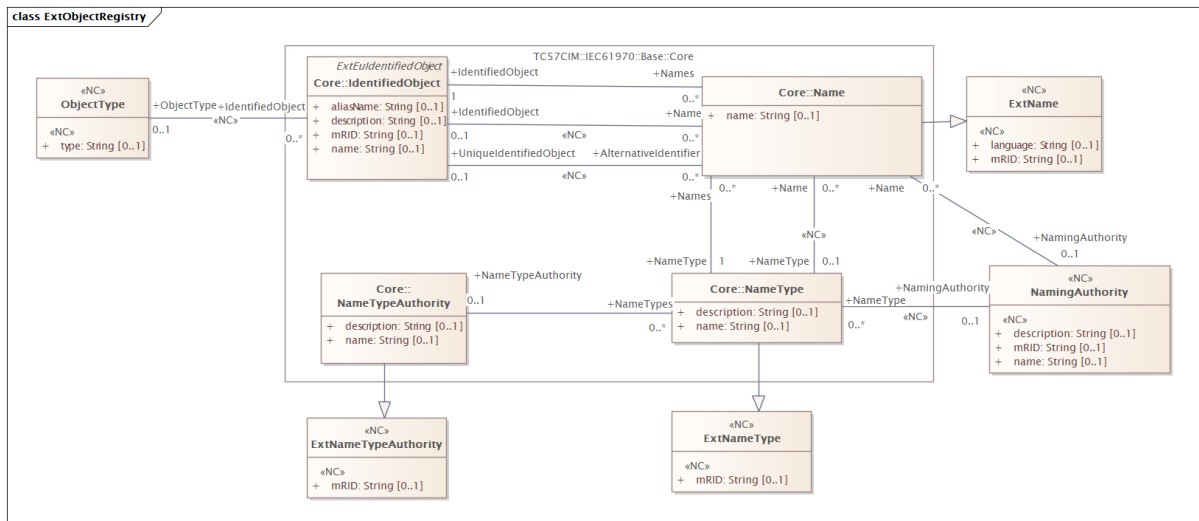 class ExtObjectRegistry
TC57CIM::IEC61970::Base::Core
«NC»
ObjectType
«NC»
+ type: String [0..1]
+ObjectType
0..1
«NC»
+IdentifiedObject
0..*
ExtEuIdentifiedObject
Core::IdentifiedObject
+ aliasName: String [0..1]
+ description: String [0..1]
+ mRID: String [0..1]
+ name: String [0..1]
+IdentifiedObject
1
+Names
0..*
+IdentifiedObject
0..1
«NC»
+Name
0..*
+UniqueIdentifiedObject
0..1
«NC»
+AlternativeIdentifier
0..*
Core::Name
+ name: String [0..1]
«NC»
ExtName
«NC»
+ language: String [0..1]
+ mRID: String [0..1]
0..*
+Names
+NameType
1
0..*
+Name
«NC»
+NameType
0..1
0..*
+Name
«NC»
+NamingAuthority
0..1
Core::
NameTypeAuthority
+ description: String [0..1]
+ name: String [0..1]
+NameTypeAuthority
0..1
+NameTypes
0..*
Core::NameType
+ description: String [0..1]
+ name: String [0..1]
+NameType
0..*
«NC»
+NamingAuthority
0..1
«NC»
NamingAuthority
«NC»
+ description: String [0..1]
+ mRID: String [0..1]
+ name: String [0..1]
«NC»
ExtNameTypeAuthority
«NC»
+ mRID: String [0..1]
«NC»
ExtNameType
«NC»
+ mRID: String [0..1]